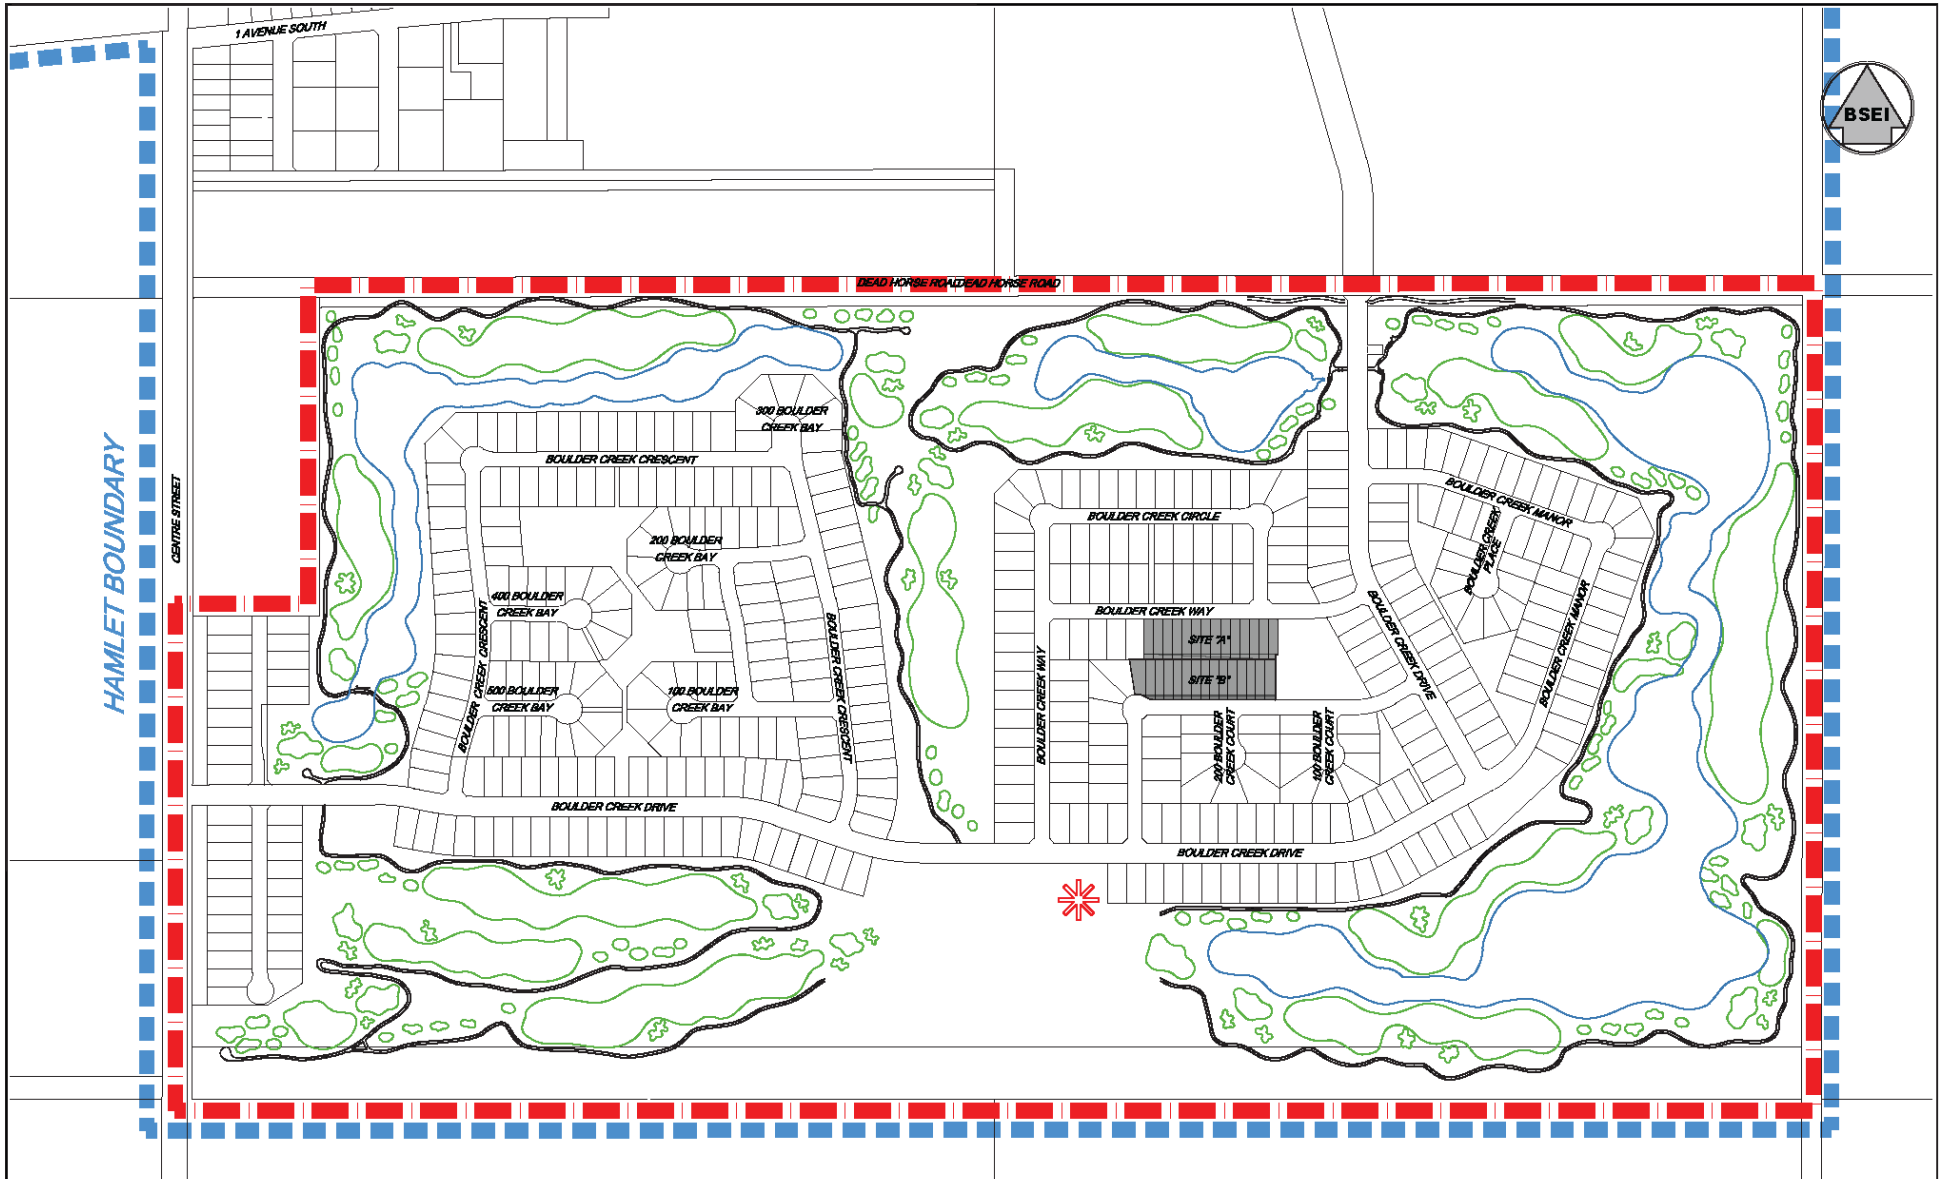 1 AVENUE SOUTH
BSEI
DEAD HORSE ROADDEAD HORSE ROAD
HAMLET BOUNDARY
CENTRE STREET
300 BOULDER
CREEK BAY
BOULDER CREEK CRESCENT
200 BOULDER
CREEK BAY
400 BOULDER
CREEK BAY
BOULDER CREEK CRESCENT
BOULDER CREEK CRESCENT
500 BOULDER
CREEK BAY
100 BOULDER
CREEK BAY
BOULDER CREEK DRIVE
BOULDER CREEK CIRCLE
BOULDER CREEK MANOR
BOULDER CREEK
PLACE
BOULDER CREEK WAY
BOULDER CREEK DRIVE
BOULDER CREEK MANOR
SITE "A"
SITE "B"
BOULDER CREEK WAY
200 BOULDER
CREEK COURT
100 BOULDER
CREEK COURT
BOULDER CREEK DRIVE